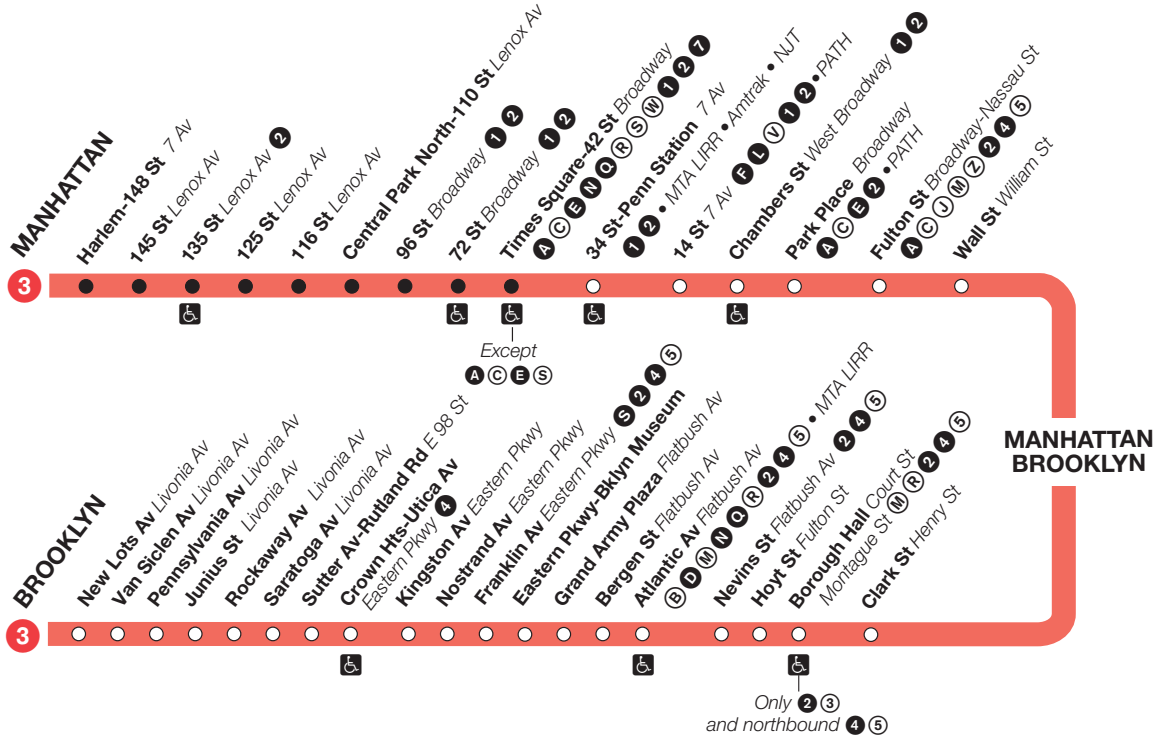 MANHATTAN
Harlem-148 St 7 Av
145 St Lenox Av
135 St Lenox Av 2
125 St Lenox Av
116 St Lenox Av
Central Park North-110 St Lenox Av
96 St Broadway 1 2
72 St Broadway 1 2
Times Square-42 St Broadway
A C E N Q R S W 1 2 7
34 St-Penn Station 7 Av
1 2 • MTA LIRR • Amtrak • NJT
14 St 7 Av F L V 1 2 • PATH
Chambers St West Broadway 1 2
Park Place Broadway
A C E 2 • PATH
Fulton St Broadway-Nassau St
A C J M Z 2 4 5
Wall St William St
3
Except
A C E S
MANHATTAN
BROOKLYN
BROOKLYN
New Lots Av Livonia Av
Van Siclen Av Livonia Av
Pennsylvania Av Livonia Av
Junius St Livonia Av
Rockaway Av Livonia Av
Saratoga Av Livonia Av
Sutter Av-Rutland Rd E 98 St
Crown Hts-Utica Av
Eastern Pkwy 4
Kingston Av Eastern Pkwy
Nostrand Av Eastern Pkwy
Franklin Av Eastern Pkwy S 2 4 5
Eastern Pkwy-Bklyn Museum
Grand Army Plaza Flatbush Av
Bergen St Flatbush Av
Atlantic Av Flatbush Av
B D M N Q R 2 4 5 • MTA LIRR
Nevins St Flatbush Av 2 4 5
Hoyt St Fulton St
Borough Hall Court St
Montague St M R 2 4 5
Clark St Henry St
3
Only 2 3
and northbound 4 5